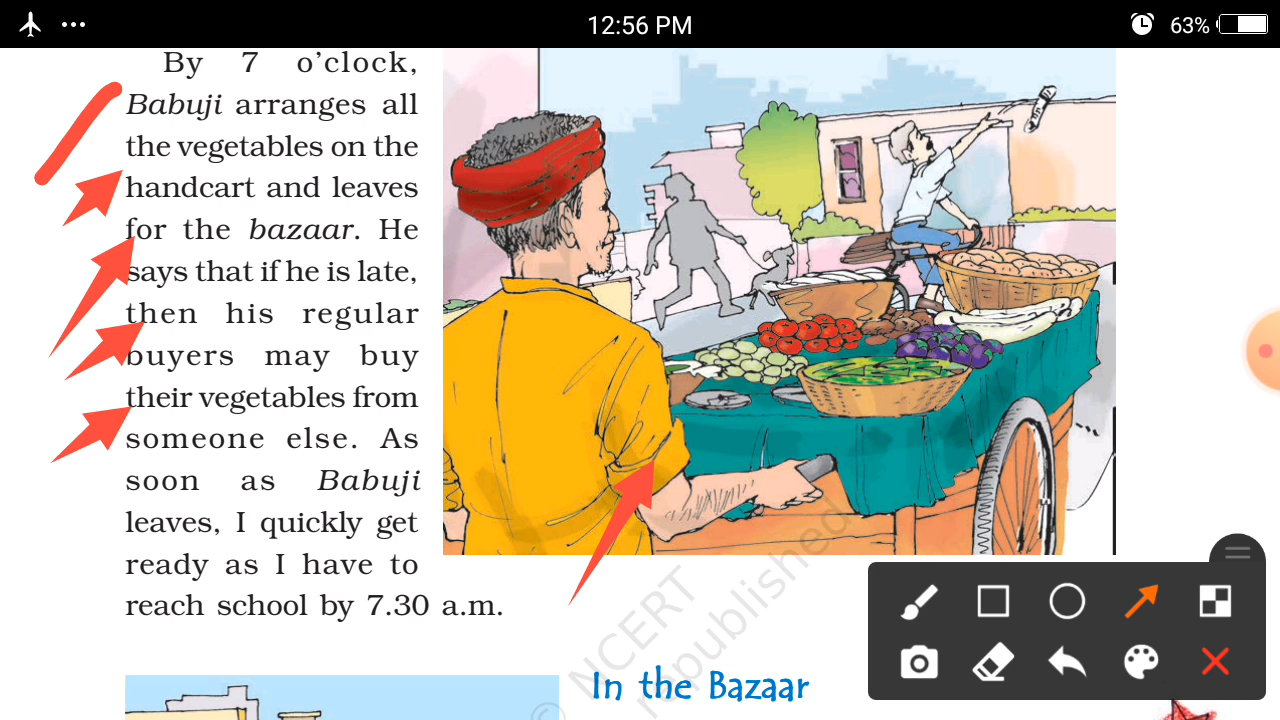 12:56 PM
63%
By 7 o’clock,
Babuji arranges all
the vegetables on the
handcart and leaves
for the bazaar. He
says that if he is late,
then his regular
buyers may buy
their vegetables from
someone else. As
soon as Babuji
leaves, I quickly get
ready as I have to
reach school by 7.30 a.m.
© NCERT
republished
In the Bazaar